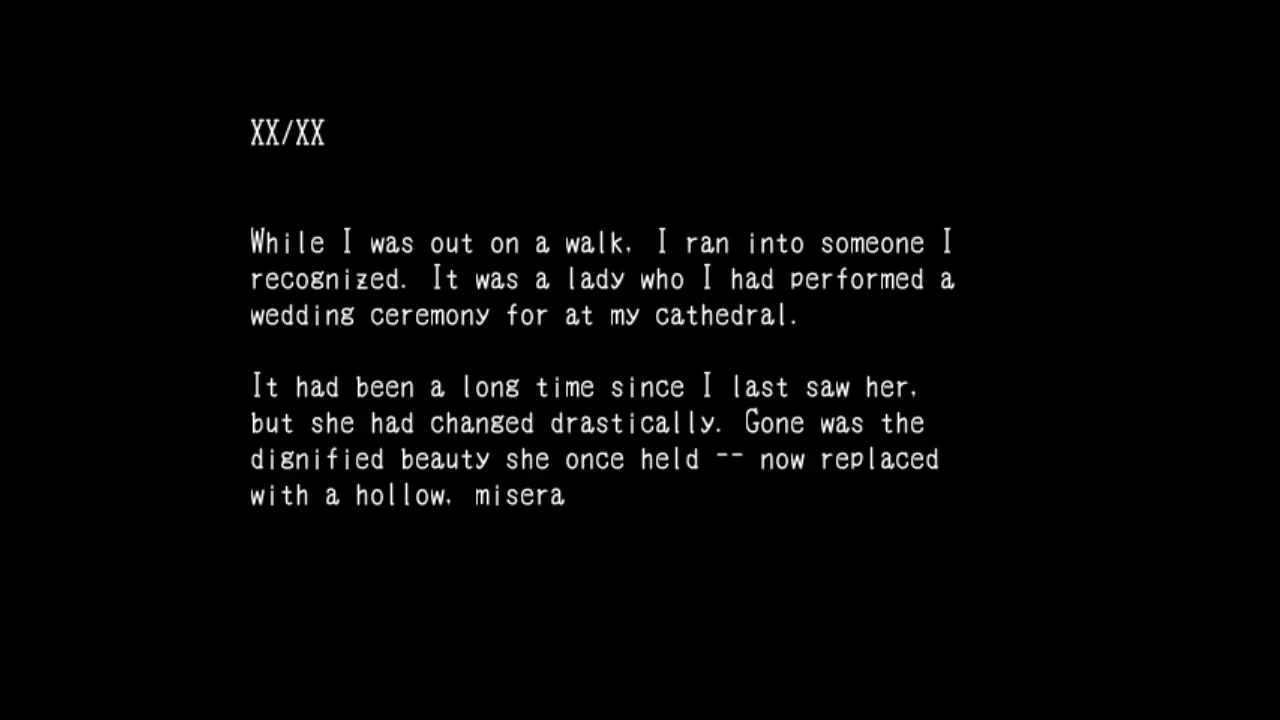 XX/XX
While I was out on a walk, I ran into someone I
recognized. It was a lady who I had performed a
wedding ceremony for at my cathedral.
It had been a long time since I last saw her,
but she had changed drastically. Gone was the
dignified beauty she once held -- now replaced
with a hollow, misera